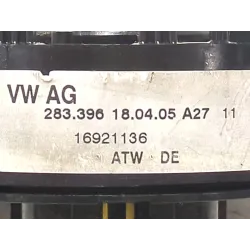 VW AG
283.396 18.04.05 A27 11
16921136
ATW · DE